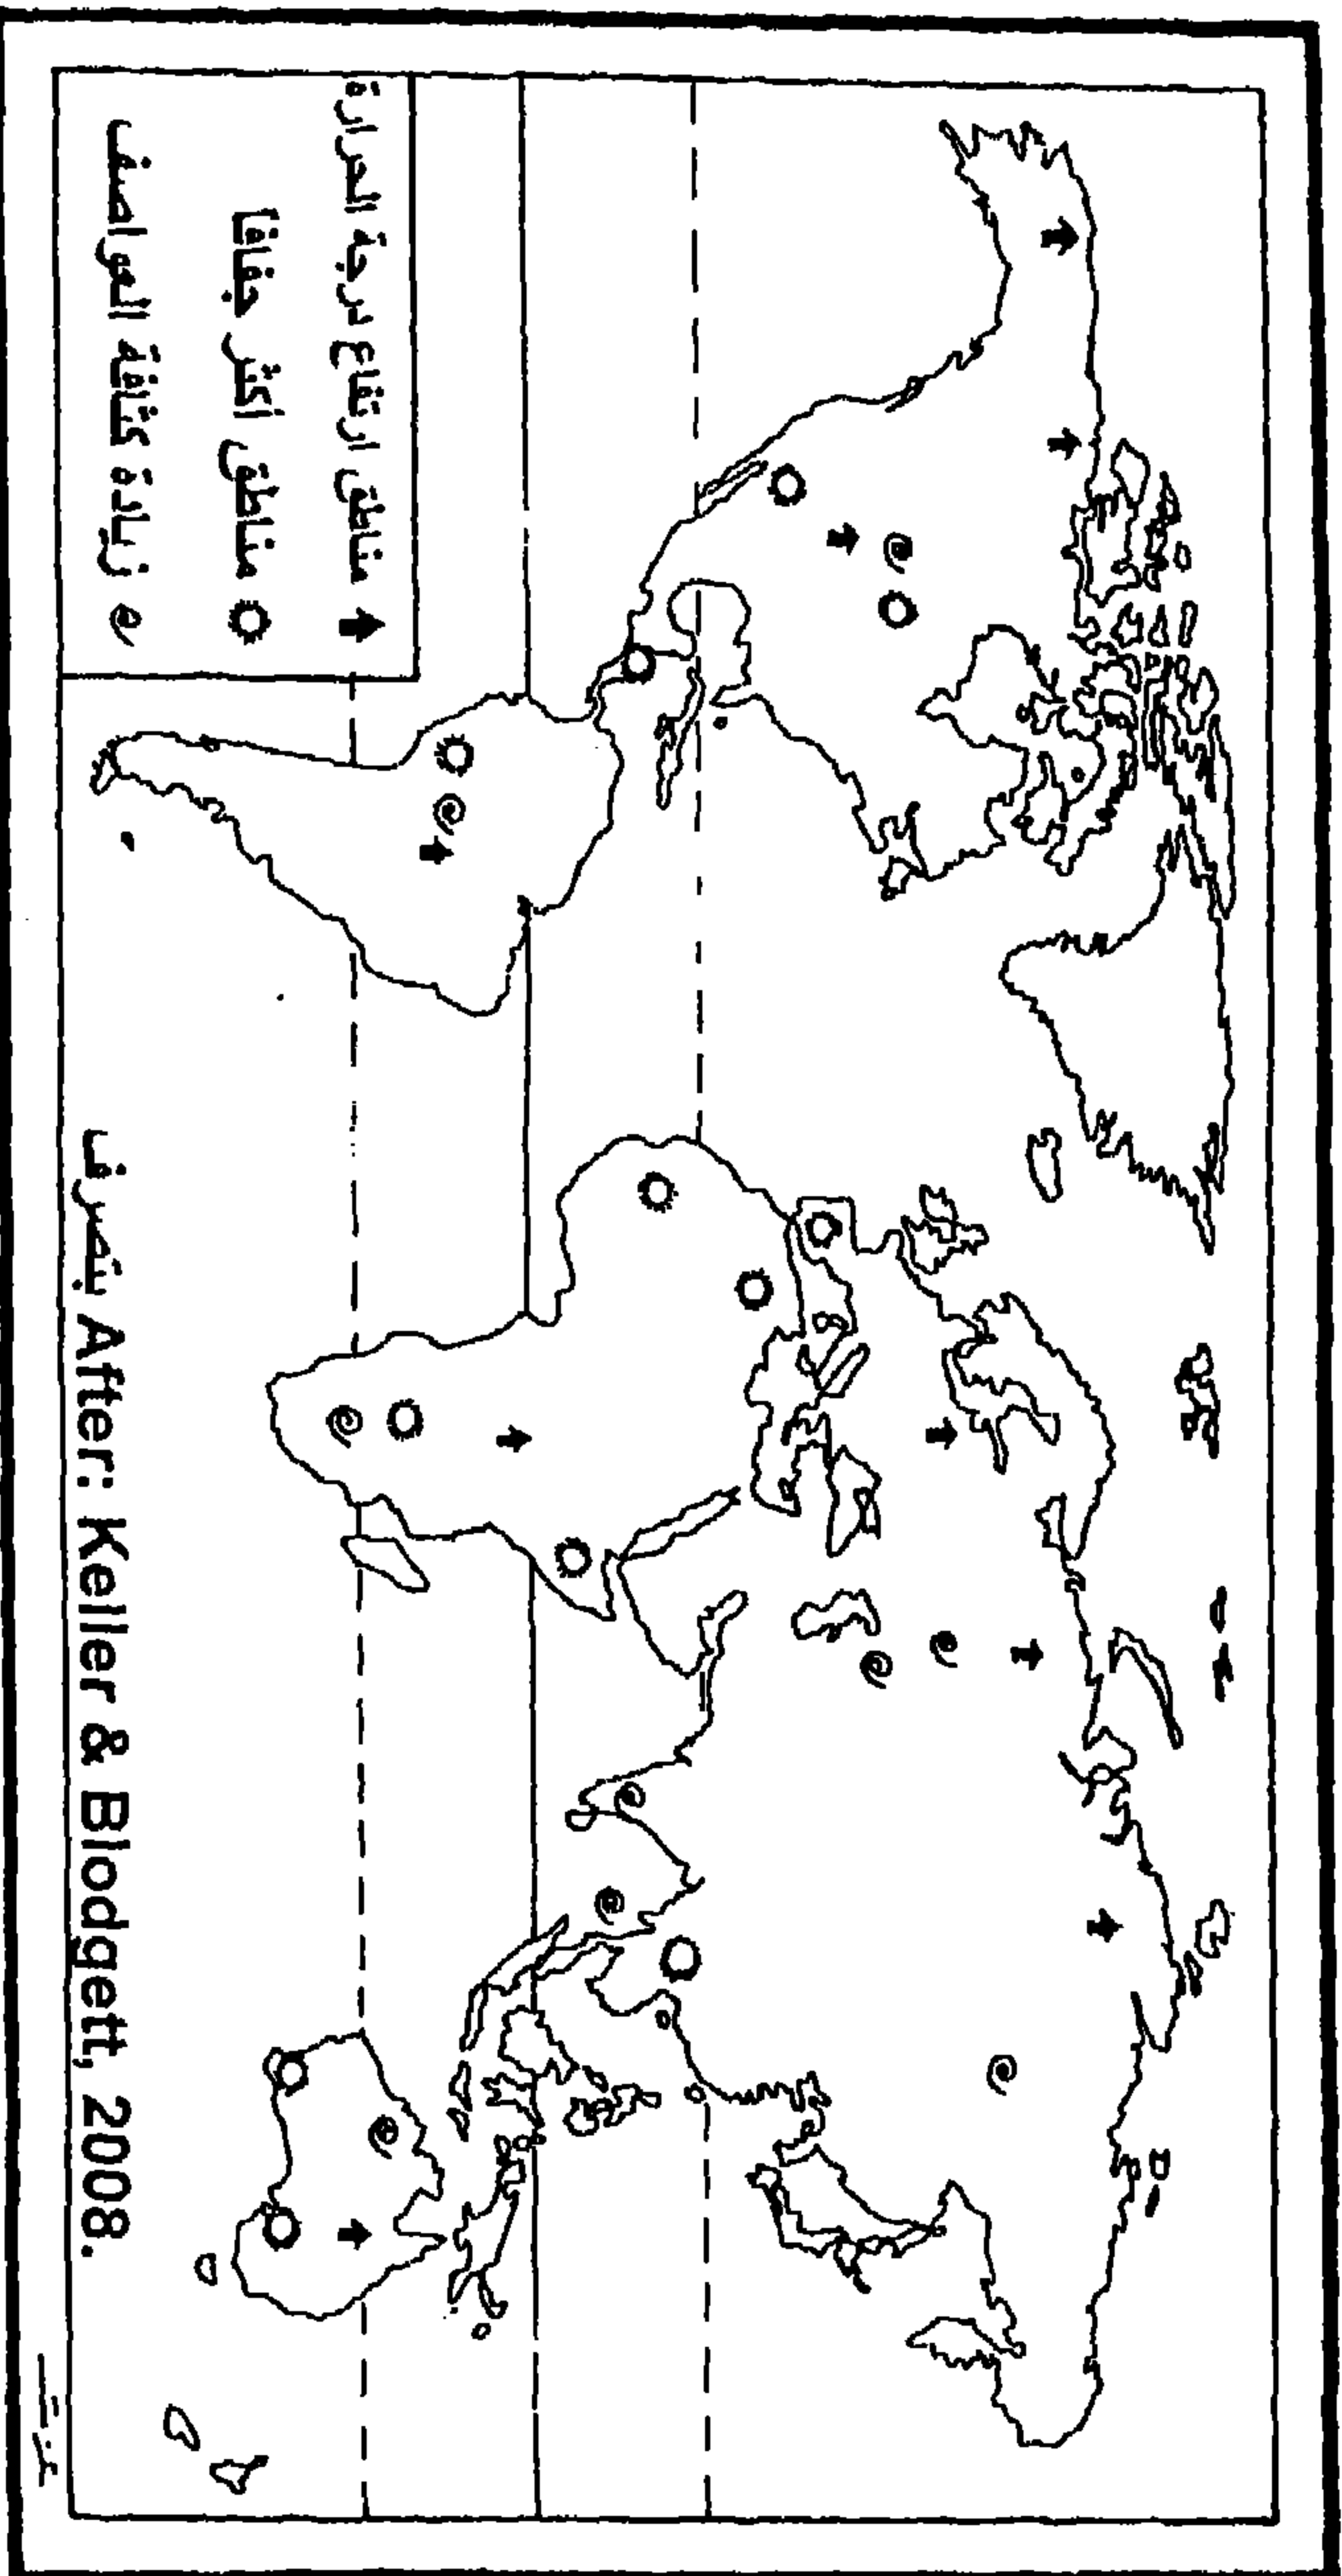 مناطق ارتفاع درجة الحرارة
مناطق أكثر جفافا
زيادة كثافة العواصف
بتصرف After: Keller & Blodgett, 2008.